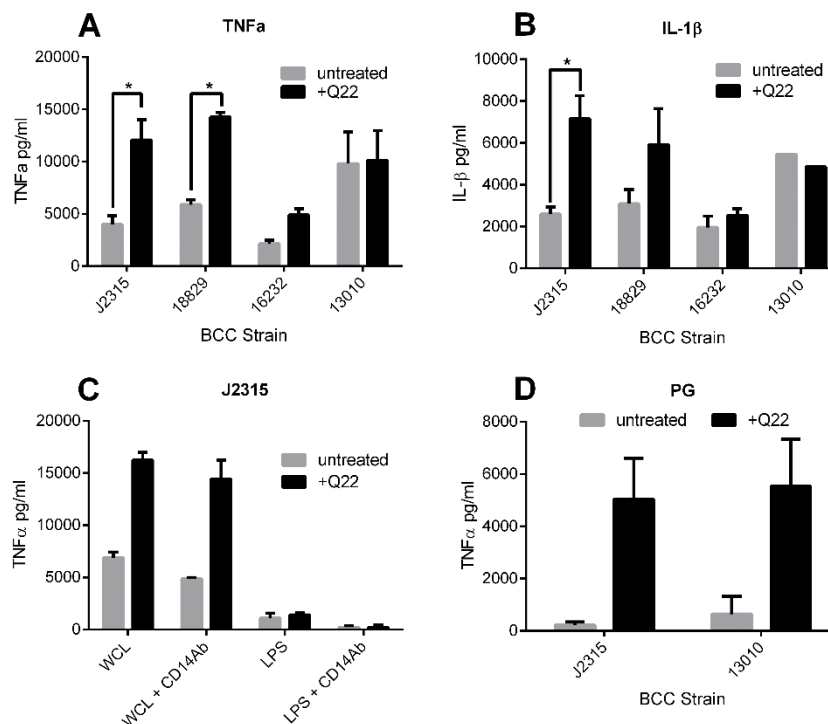 A
TNFa
untreated
+Q22
*
*
20000
15000
10000
5000
0
TNFa pg/ml
J2315
18829
16232
13010
BCC Strain
B
IL-1β
untreated
+Q22
*
10000
8000
6000
4000
2000
0
IL-β pg/ml
J2315
18829
16232
13010
BCC Strain
C
J2315
untreated
+Q22
20000
15000
10000
5000
0
TNFα pg/ml
WCL
WCL + CD14Ab
LPS
LPS + CD14Ab
D
PG
untreated +Q22
8000
6000
4000
2000
0
TNFα pg/ml
J2315
13010
BCC Strain